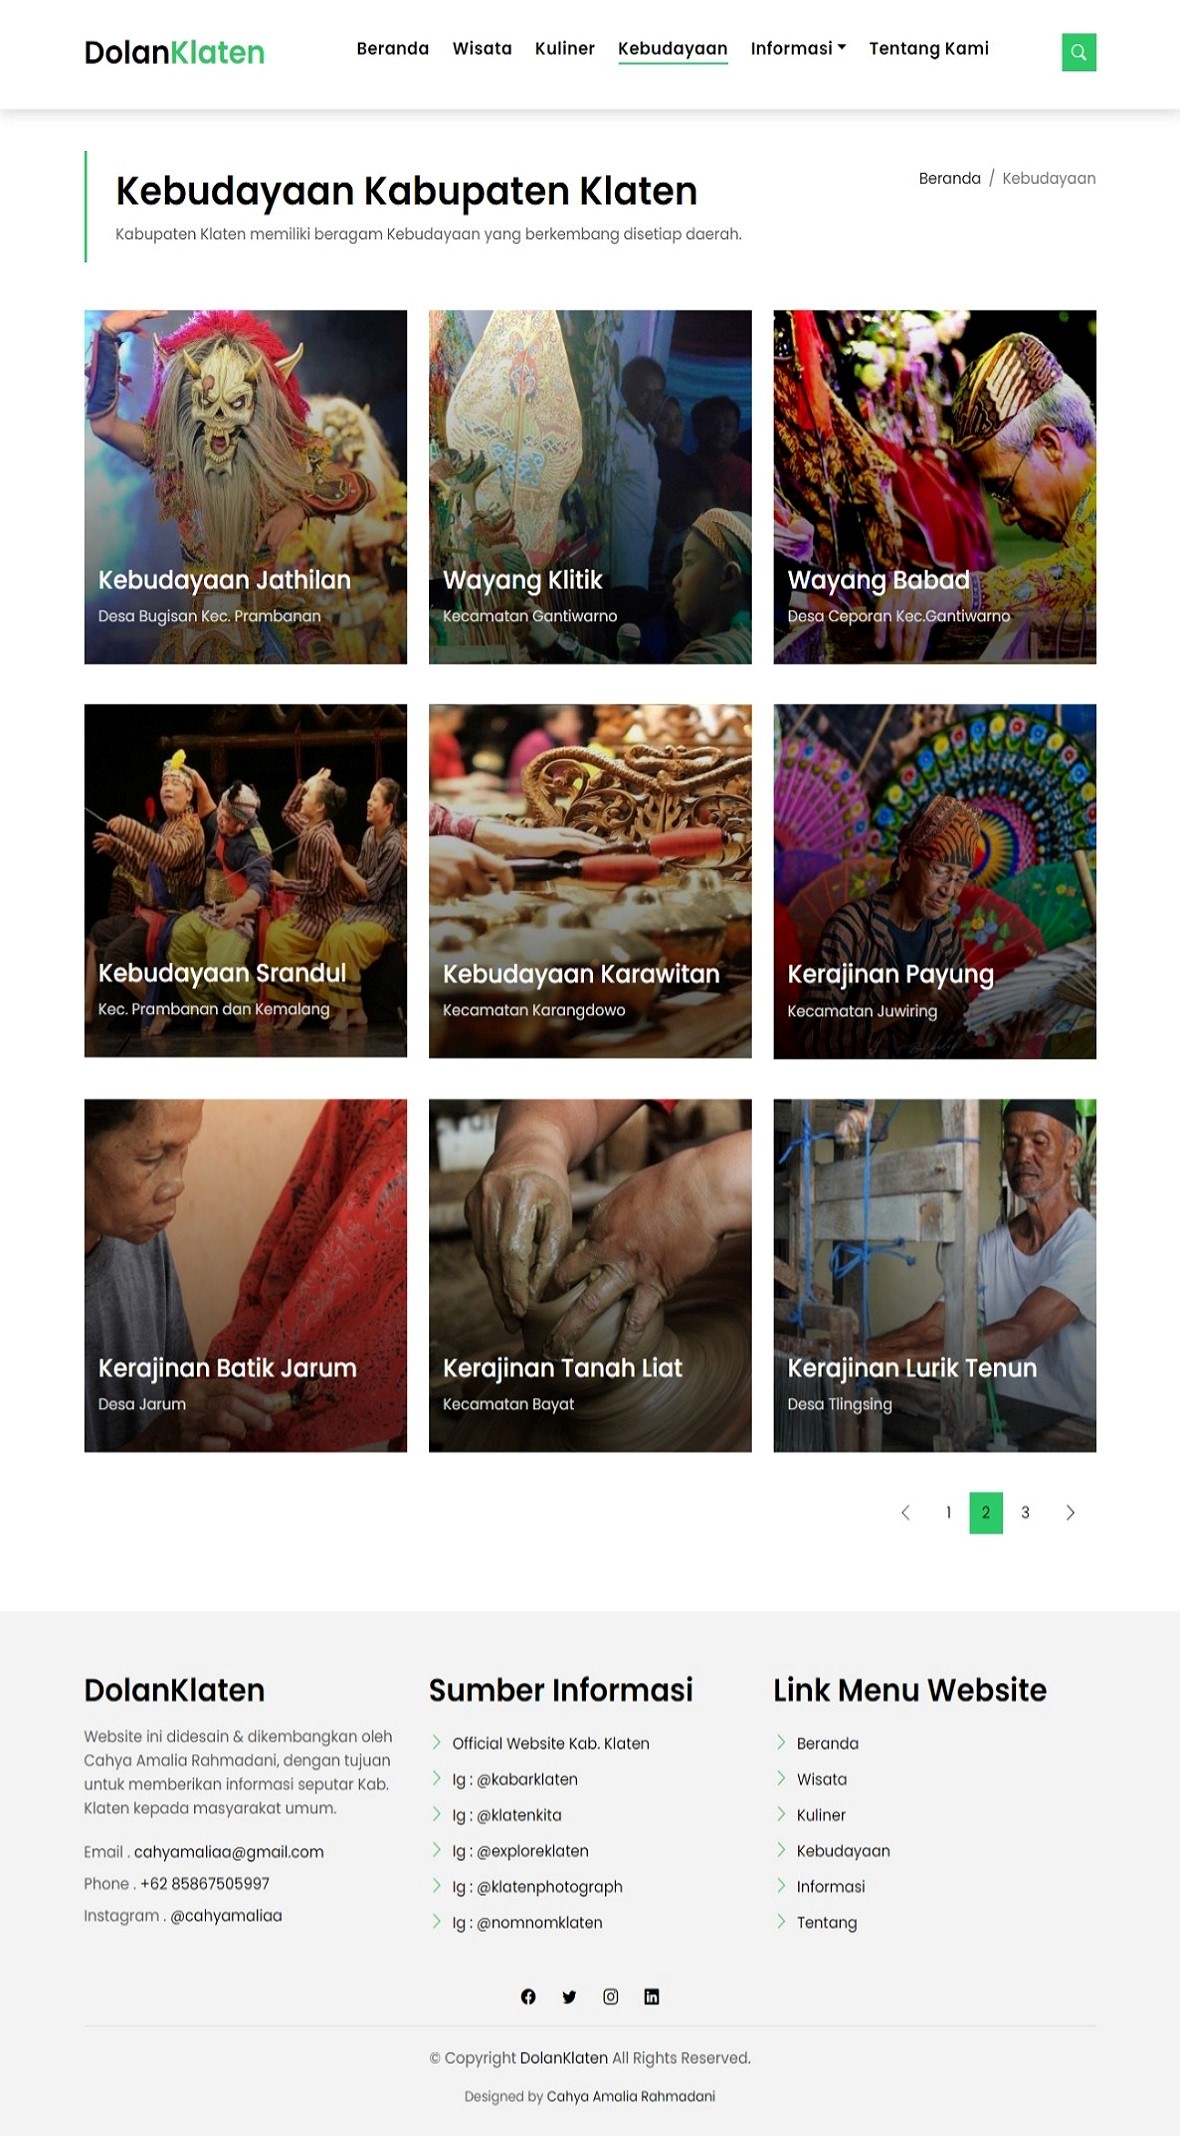 DolanKlaten
Beranda Wisata Kuliner Kebudayaan Informasi Tentang Kami
Kebudayaan Kabupaten Klaten
Beranda / Kebudayaan
Kabupaten Klaten memiliki beragam Kebudayaan yang berkembang disetiap daerah.
Kebudayaan Jathilan
Desa Bugisan Kec. Prambanan
Wayang Klitik
Kecamatan Gantiwarno
Wayang Babad
Desa Ceporan Kec.Gantiwarno
Kebudayaan Srandul
Kec. Prambanan dan Kemalang
Kebudayaan Karawitan
Kecamatan Karangdowo
Kerajinan Payung
Kecamatan Juwiring
Kerajinan Batik Jarum
Desa Jarum
Kerajinan Tanah Liat
Kecamatan Bayat
Kerajinan Lurik Tenun
Desa Tlingsing
1 2 3
DolanKlaten
Website ini didesain & dikembangkan oleh
Cahya Amalia Rahmadani, dengan tujuan
untuk memberikan informasi seputar Kab.
Klaten kepada masyarakat umum.
Email . cahyamaliaa@gmail.com
Phone . +62 85867505997
Instagram . @cahyamaliaa
Sumber Informasi
Official Website Kab. Klaten
Ig : @kabarklaten
Ig : @klatenkita
Ig : @exploreklaten
Ig : @klatenphotograph
Ig : @nomnomklaten
Link Menu Website
Beranda
Wisata
Kuliner
Kebudayaan
Informasi
Tentang
© Copyright DolanKlaten All Rights Reserved.
Designed by Cahya Amalia Rahmadani